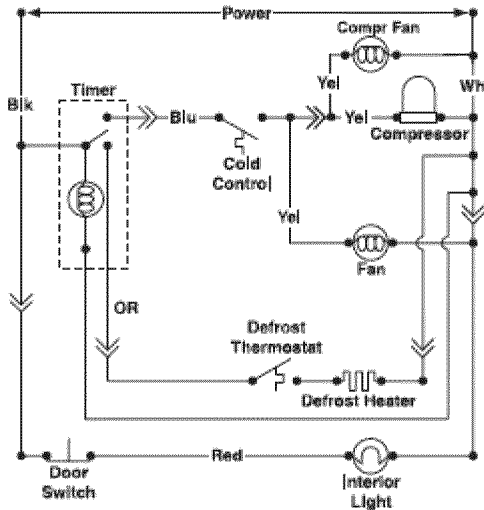 Power
Compr Fan
Timer
Yel
Wh
Blk
Blu
Yel
Compressor
Cold
Control
Yel
Fan
OR
Defrost
Thermostat
Defrost Heater
Red
Door
Switch
Interior
Light